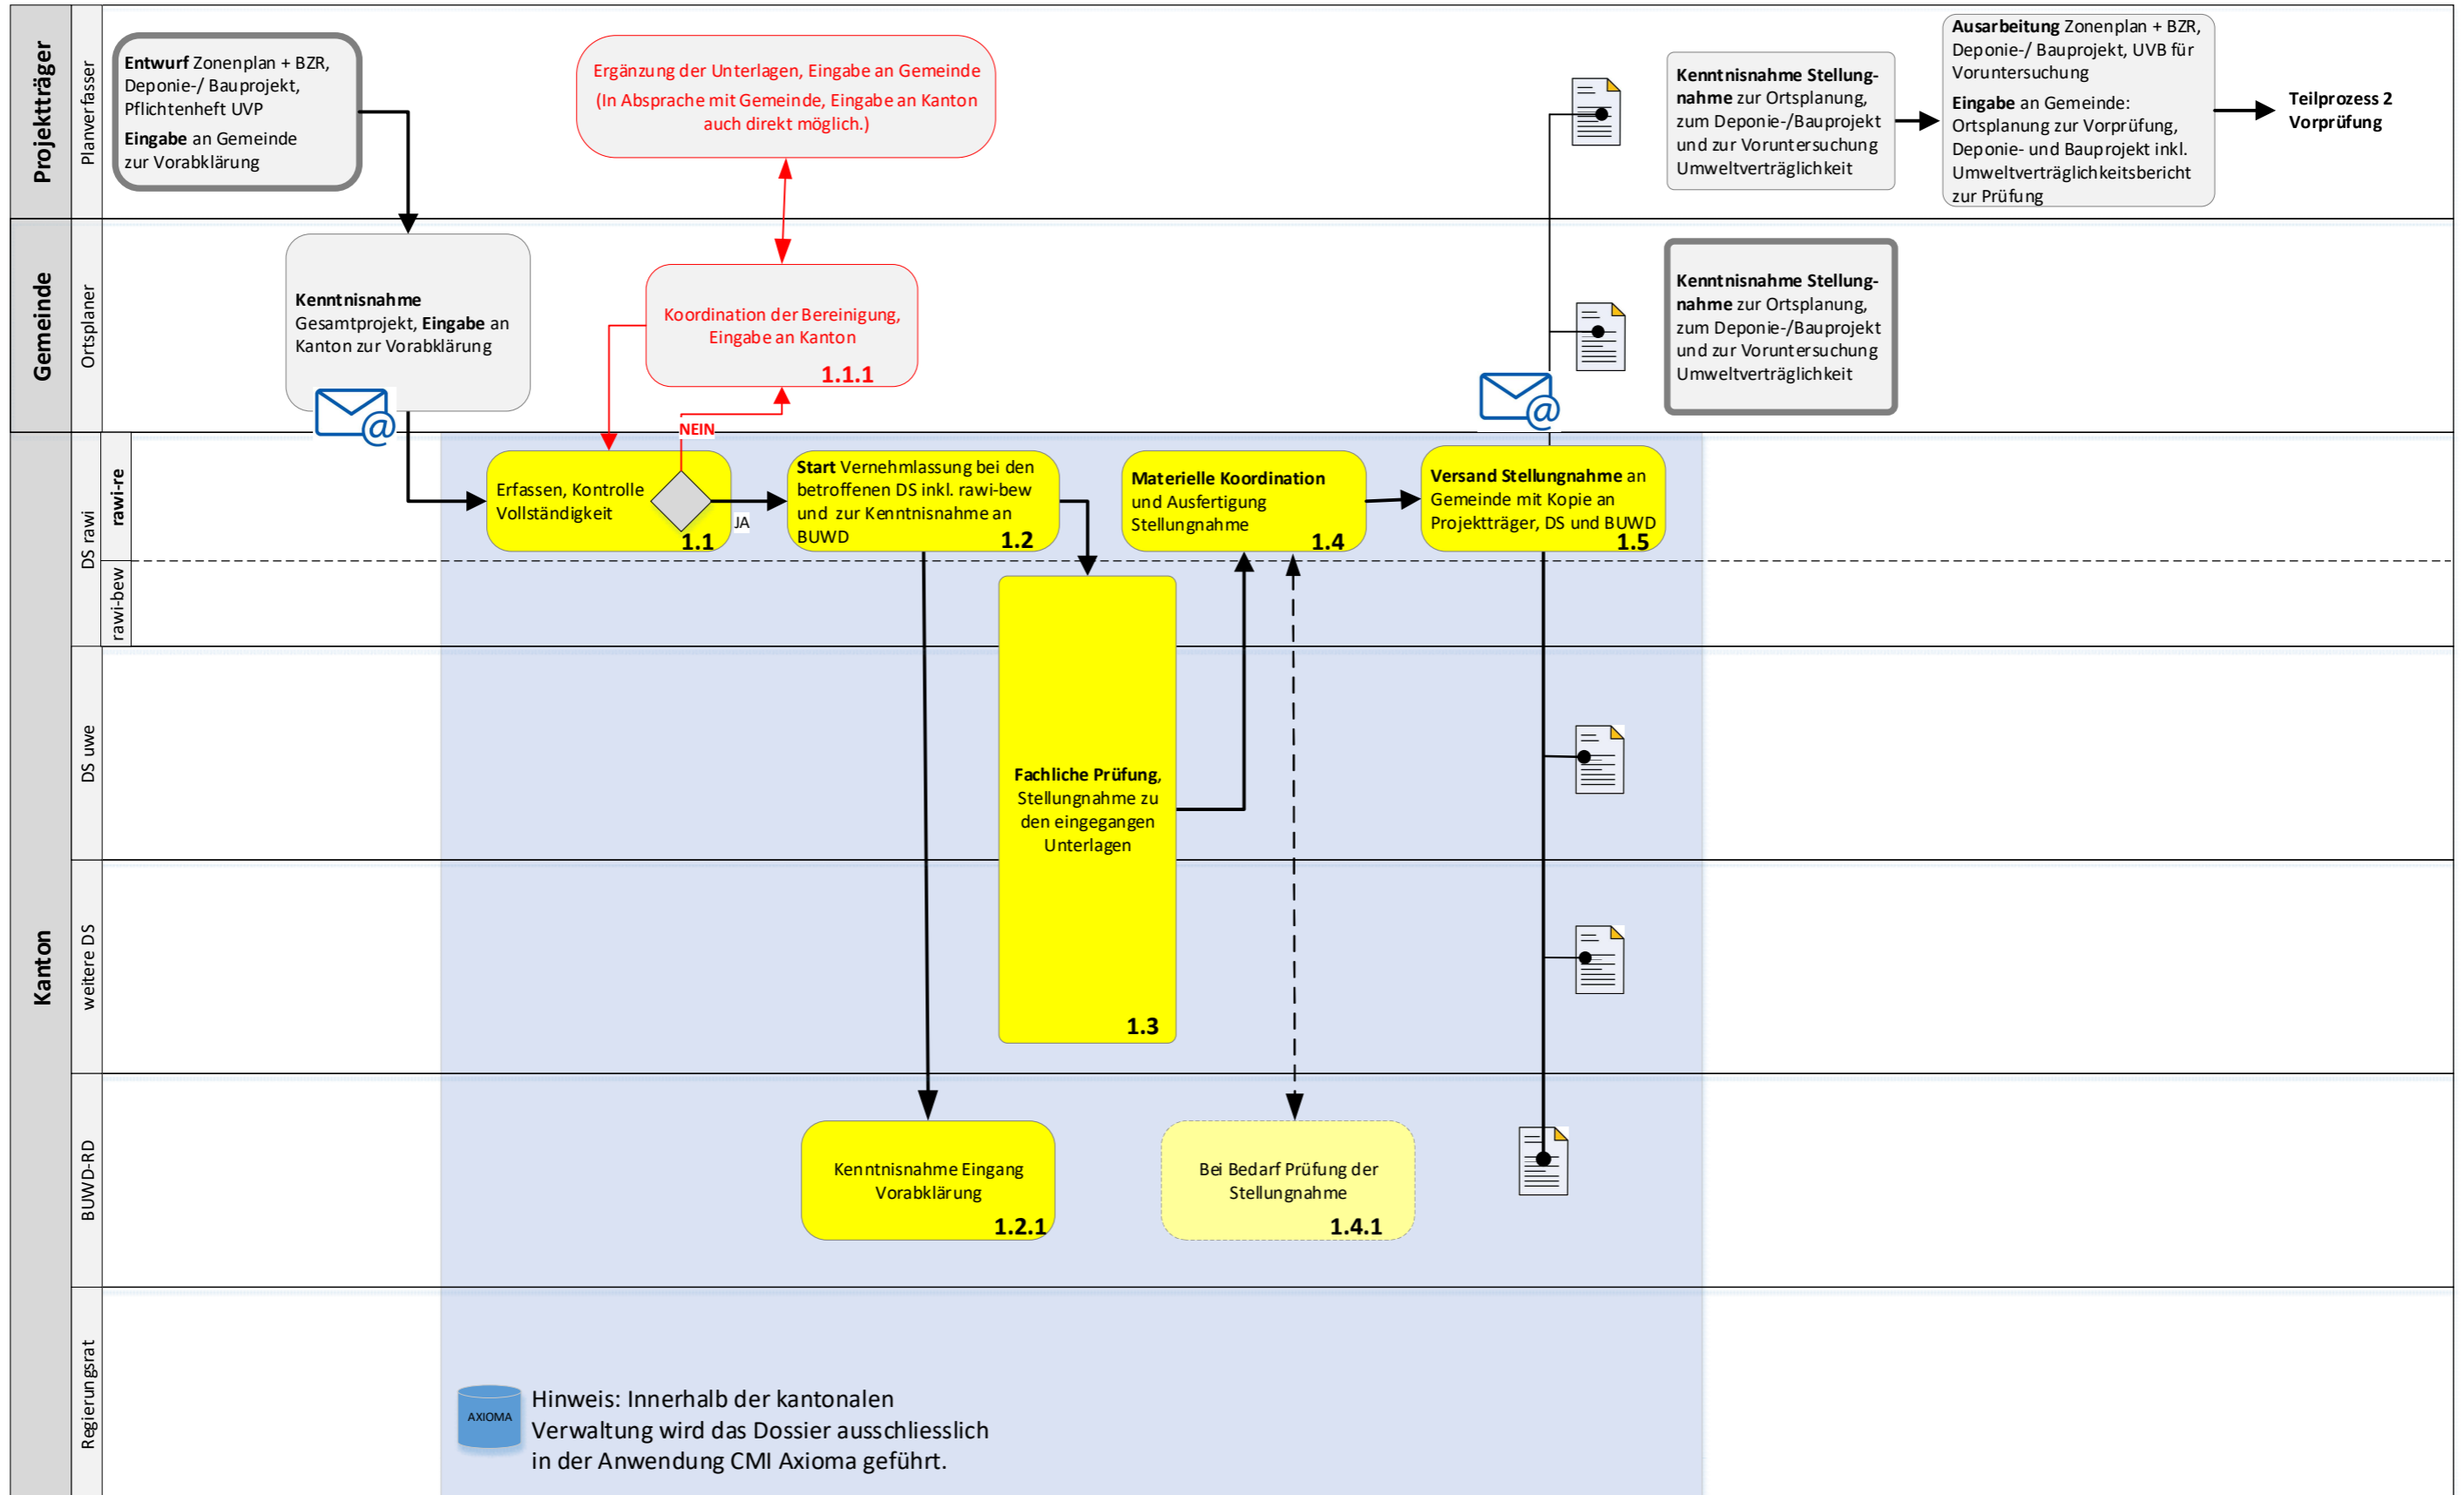 Projektträger
Planverfasser
Entwurf Zonenplan + BZR,
Deponie-/ Bauprojekt,
Pflichtenheft UVP
Eingabe an Gemeinde
zur Vorabklärung
Ergänzung der Unterlagen, Eingabe an Gemeinde
(In Absprache mit Gemeinde, Eingabe an Kanton
auch direkt möglich.)
Kenntnisnahme Stellung-
nahme zur Ortsplanung,
zum Deponie-/Bauprojekt
und zur Voruntersuchung
Umweltverträglichkeit
Ausarbeitung Zonenplan + BZR,
Deponie-/ Bauprojekt, UVB für
Voruntersuchung
Eingabe an Gemeinde:
Ortsplanung zur Vorprüfung,
Deponie- und Bauprojekt inkl.
Umweltverträglichkeitsbericht
zur Prüfung
Teilprozess 2
Vorprüfung
Gemeinde
Ortsplaner
Kenntnisnahme
Gesamtprojekt, Eingabe an
Kanton zur Vorabklärung
@
Koordination der Bereinigung,
Eingabe an Kanton
1.1.1
NEIN
@
Kenntnisnahme Stellung-
nahme zur Ortsplanung,
zum Deponie-/Bauprojekt
und zur Voruntersuchung
Umweltverträglichkeit
Kanton
DS rawi
rawi-re
rawi-bew
Erfassen, Kontrolle
Vollständigkeit
1.1
JA
Start Vernehmlassung bei den
betroffenen DS inkl. rawi-bew
und zur Kenntnisnahme an
BUWD
1.2
Materielle Koordination
und Ausfertigung
Stellungnahme
1.4
Versand Stellungnahme an
Gemeinde mit Kopie an
Projektträger, DS und BUWD
1.5
DS uwe
Fachliche Prüfung,
Stellungnahme zu
den eingegangen
Unterlagen
1.3
weitere DS
BUWD-RD
Kenntnisnahme Eingang
Vorabklärung
1.2.1
Bei Bedarf Prüfung der
Stellungnahme
1.4.1
Regierungsrat
AXIOMA
Hinweis: Innerhalb der kantonalen
Verwaltung wird das Dossier ausschliesslich
in der Anwendung CMI Axioma geführt.